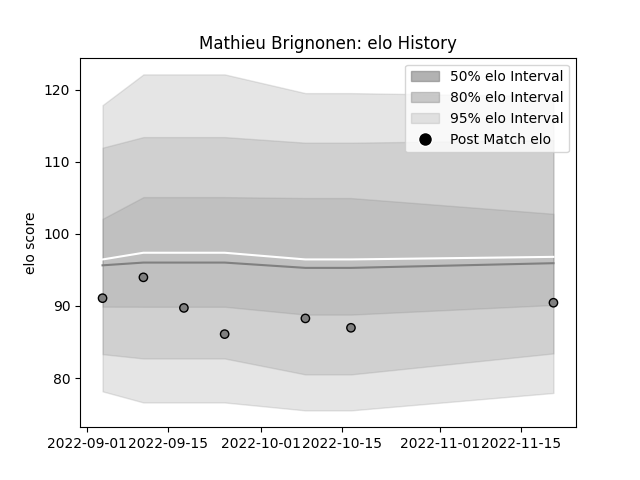 Mathieu Brignonen: elo History
50% elo Interval
80% elo Interval
95% elo Interval
Post Match elo
elo score
120
110
100
90
80
2022-09-01 2022-09-15 2022-10-01 2022-10-15 2022-11-01 2022-11-15